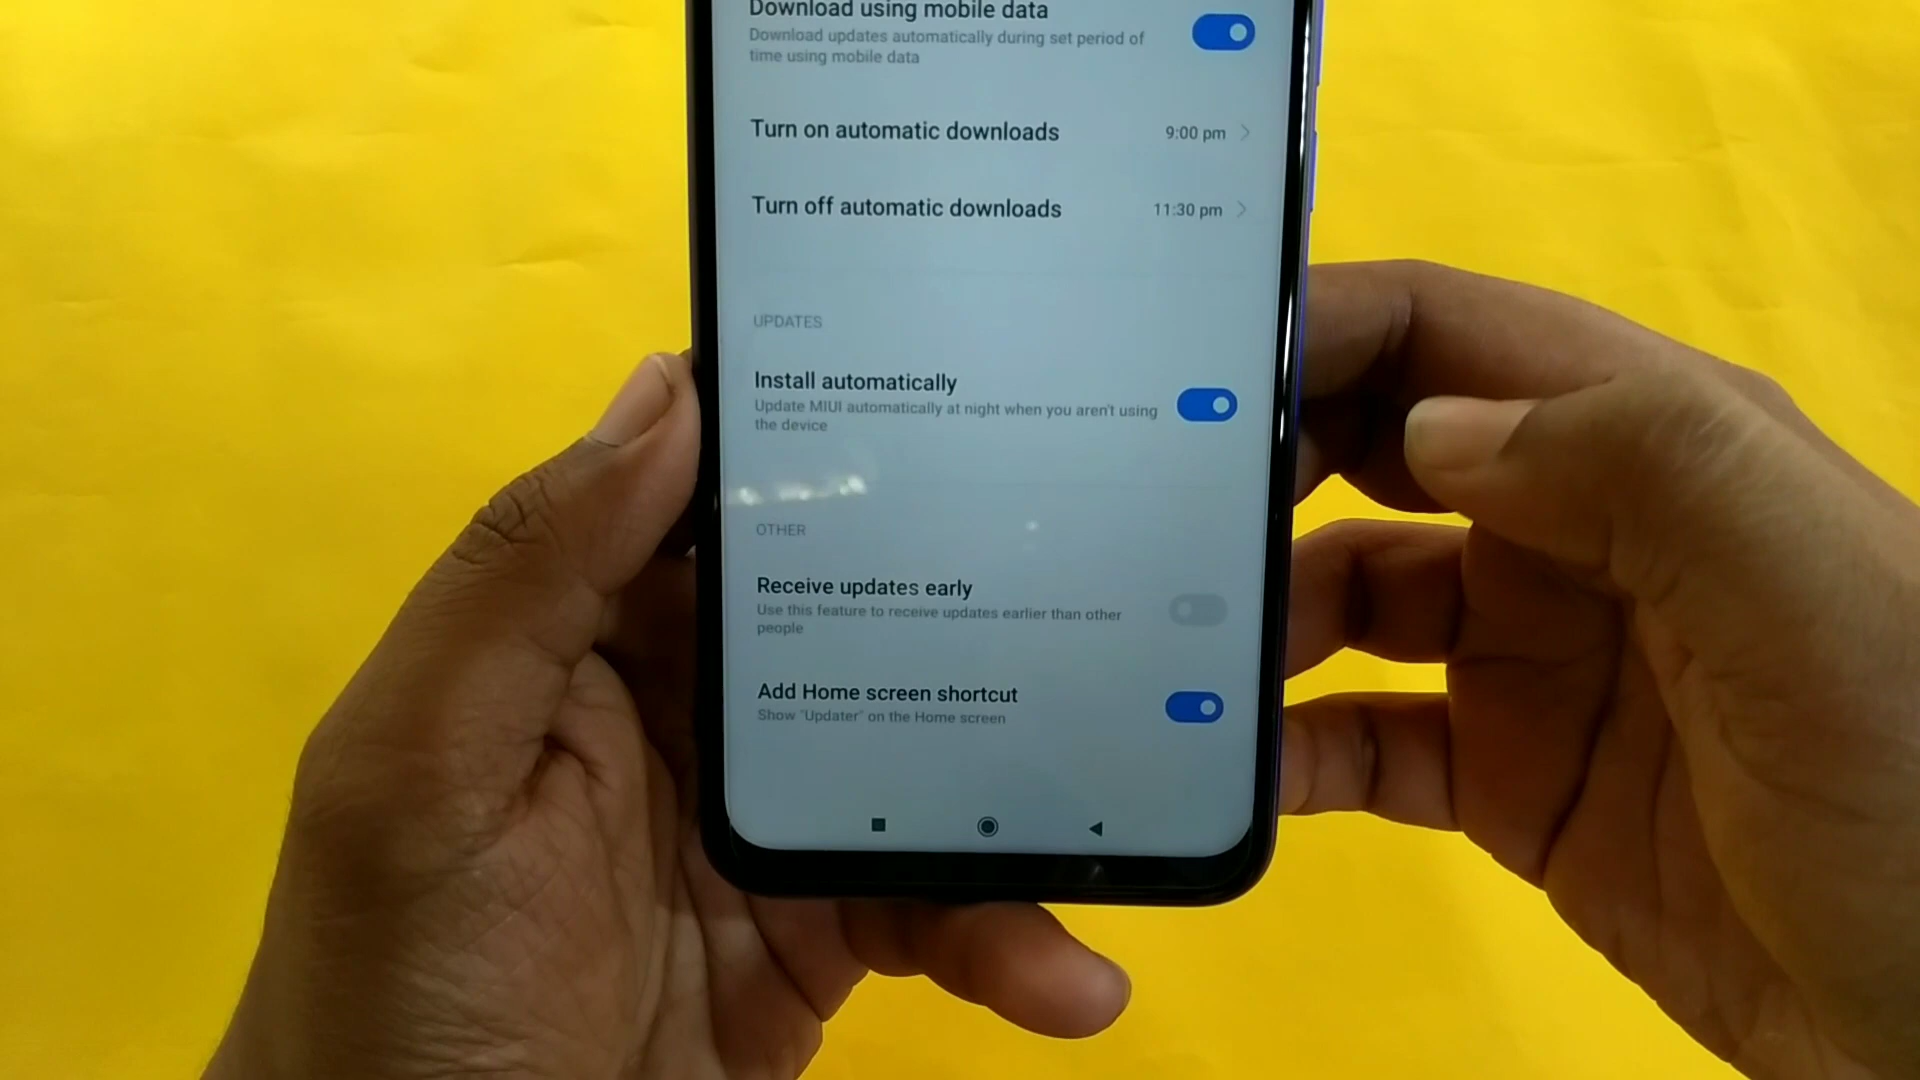 Download using mobile data
Download updates automatically during set period of
time using mobile data
Turn on automatic downloads 9:00 pm
Turn off automatic downloads 11:30 pm
UPDATES
Install automatically
Update MIUI automatically at night when you aren't using
the device
OTHER
Receive updates early
Use this feature to receive updates earlier than other
people
Add Home screen shortcut
Show "Updater" on the Home screen